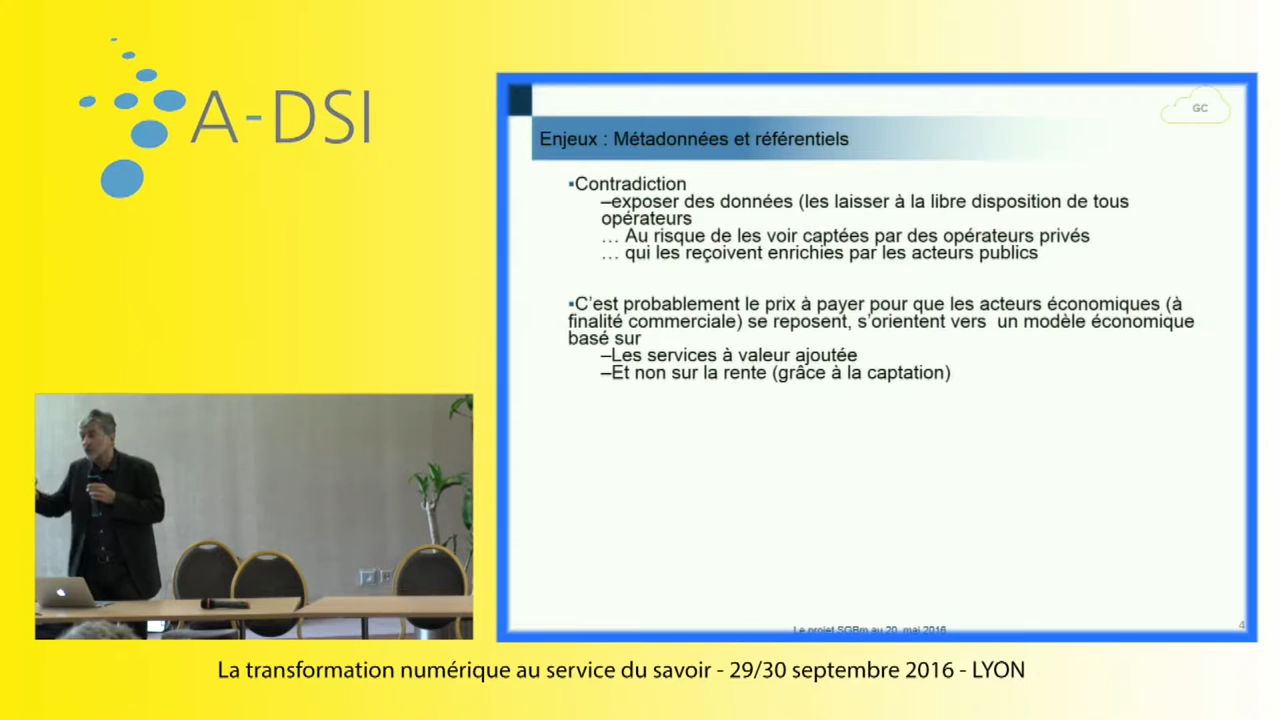 A-DSI
GC
Enjeux : Métadonnées et référentiels
▪Contradiction
–exposer des données (les laisser à la libre disposition de tous
opérateurs
… Au risque de les voir captées par des opérateurs privés
… qui les reçoivent enrichies par les acteurs publics
▪C’est probablement le prix à payer pour que les acteurs économiques (à
finalité commerciale) se reposent, s’orientent vers un modèle économique
basé sur
–Les services à valeur ajoutée
–Et non sur la rente (grâce à la captation)
Le projet SGBm au 20 mai 2016
4
La transformation numérique au service du savoir - 29/30 septembre 2016 - LYON